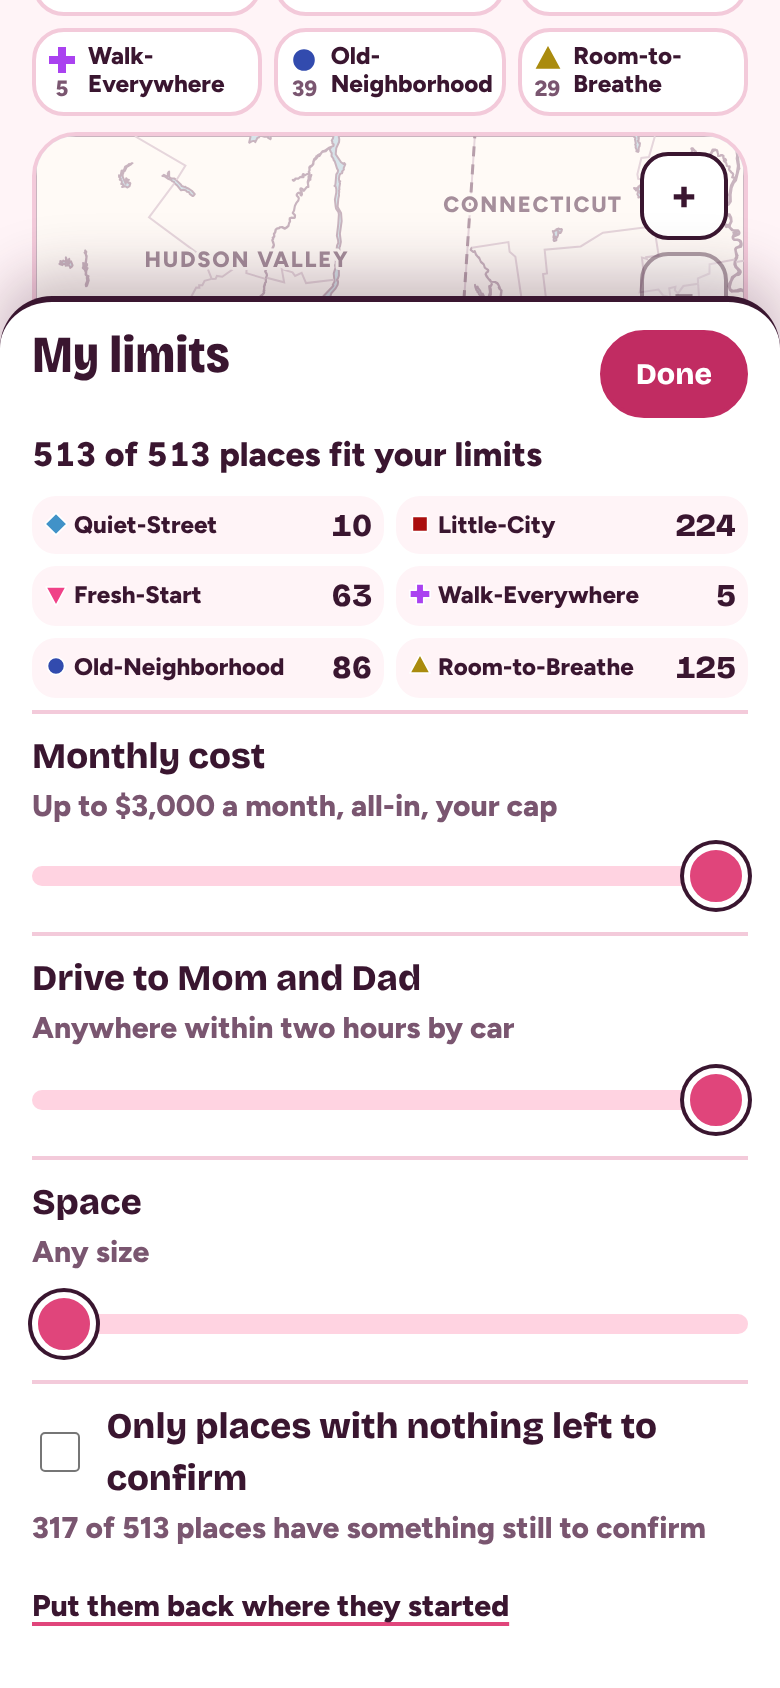 Walk-
Everywhere
5
Old-
Neighborhood
39
Room-to-
Breathe
29
CONNECTICUT
HUDSON VALLEY
+
−
My limits
Done
513 of 513 places fit your limits
Quiet-Street 10
Little-City 224
Fresh-Start 63
Walk-Everywhere 5
Old-Neighborhood 86
Room-to-Breathe 125
Monthly cost
Up to $3,000 a month, all-in, your cap
Drive to Mom and Dad
Anywhere within two hours by car
Space
Any size
Only places with nothing left to
confirm
317 of 513 places have something still to confirm
Put them back where they started